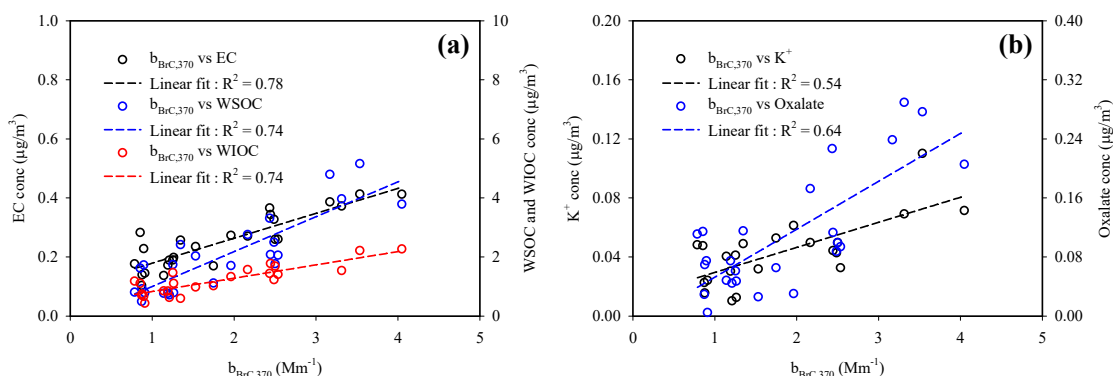 (a)
b_BrC,370 vs EC
Linear fit : R² = 0.78
b_BrC,370 vs WSOC
Linear fit : R² = 0.74
b_BrC,370 vs WIOC
Linear fit : R² = 0.74
EC conc (μg/m³)
1.0
0.8
0.6
0.4
0.2
0.0
0
1
2
3
4
5
b_BrC,370 (Mm⁻¹)
10
8
6
4
2
0
WSOC and WIOC conc (μg/m³)
(b)
b_BrC,370 vs K⁺
Linear fit : R² = 0.54
b_BrC,370 vs Oxalate
Linear fit : R² = 0.64
K⁺ conc (μg/m³)
0.20
0.16
0.12
0.08
0.04
0.00
0
1
2
3
4
5
b_BrC,370 (Mm⁻¹)
0.40
0.32
0.24
0.16
0.08
0.00
Oxalate conc (μg/m³)